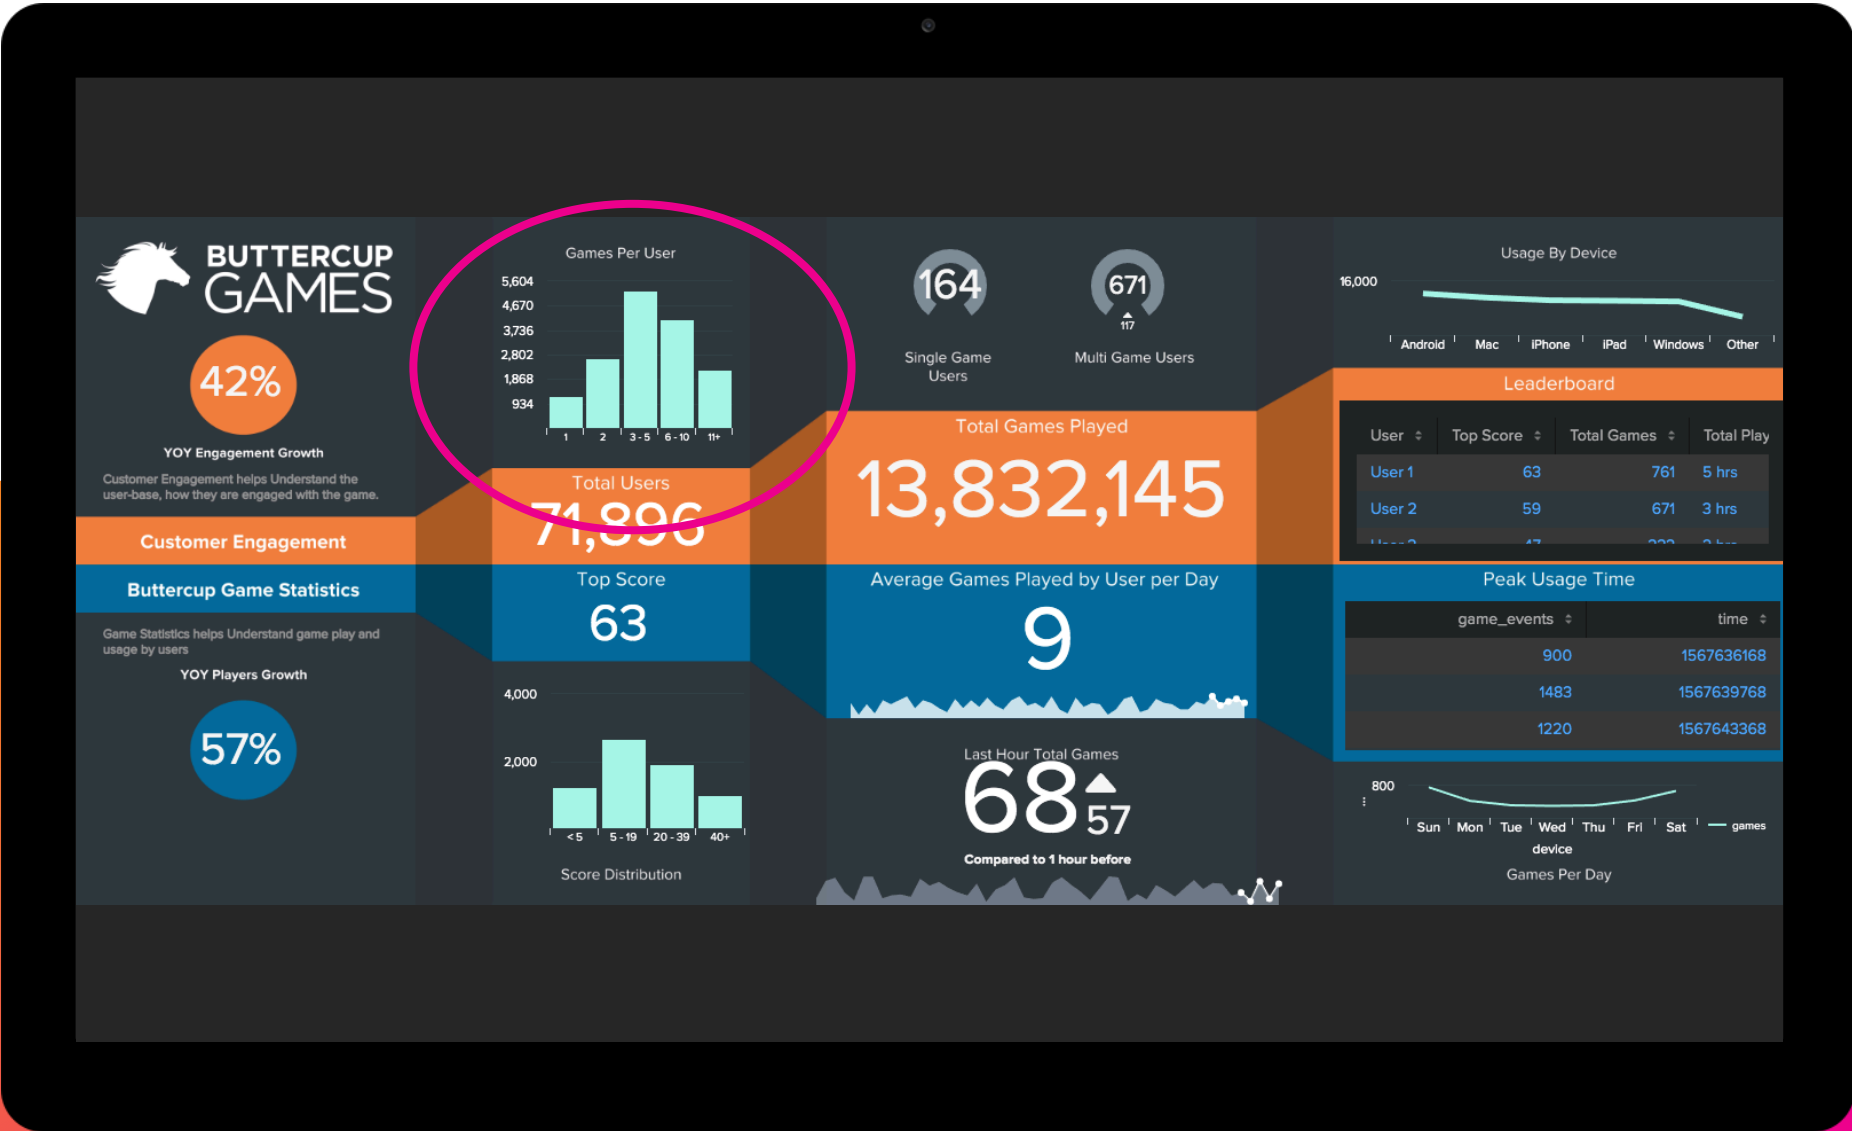 BUTTERCUP
GAMES
42%
YOY Engagement Growth
Customer Engagement helps Understand the
user-base, how they are engaged with the game.
Customer Engagement
Buttercup Game Statistics
Game Statistics helps Understand game play and
usage by users
YOY Players Growth
57%
Games Per User
5,604
4,670
3,736
2,802
1,868
934
1 2 3 - 5 6 - 10 11+
Total Users
71,896
Top Score
63
4,000
2,000
< 5 5 - 19 20 - 39 40+
Score Distribution
164
Single Game
Users
671
117
Multi Game Users
Total Games Played
13,832,145
Average Games Played by User per Day
9
Last Hour Total Games
68 57
Compared to 1 hour before
Usage By Device
16,000
Android Mac iPhone iPad Windows Other
Leaderboard
User Top Score Total Games Total Play
User 1 63 761 5 hrs
User 2 59 671 3 hrs
Peak Usage Time
game_events time
900 1567636168
1483 1567639768
1220 1567643368
800
Sun Mon Tue Wed Thu Fri Sat games
device
Games Per Day